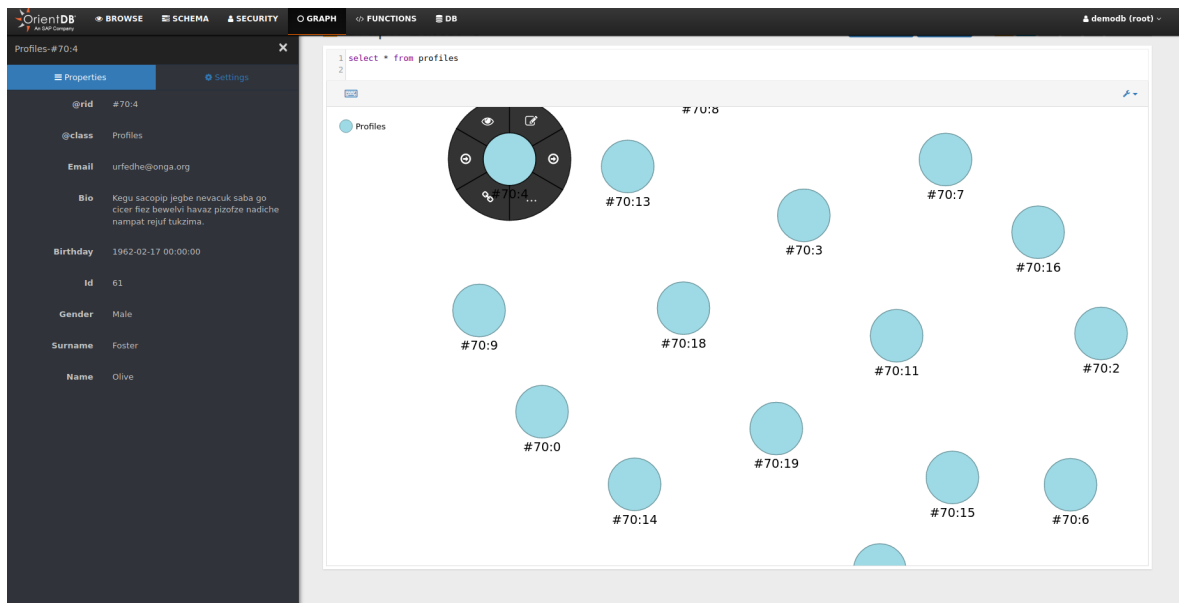 OrientDB®
An SAP Company
BROWSE
SCHEMA
SECURITY
GRAPH
FUNCTIONS
DB
demodb (root)
Profiles-#70:4
Properties
Settings
@rid #70:4
@class Profiles
Email urfedhe@onga.org
Bio Kegu sacopip jegbe nevacuk saba go
cicer fiez bewelvi havaz pizofze nadiche
nampat rejuf tukzima.
Birthday 1962-02-17 00:00:00
Id 61
Gender Male
Surname Foster
Name Olive
1 select * from profiles
2
Profiles
#70:8
#70:4
#70:13
#70:7
#70:3
#70:16
#70:9
#70:18
#70:11
#70:2
#70:0
#70:19
#70:14
#70:15
#70:6